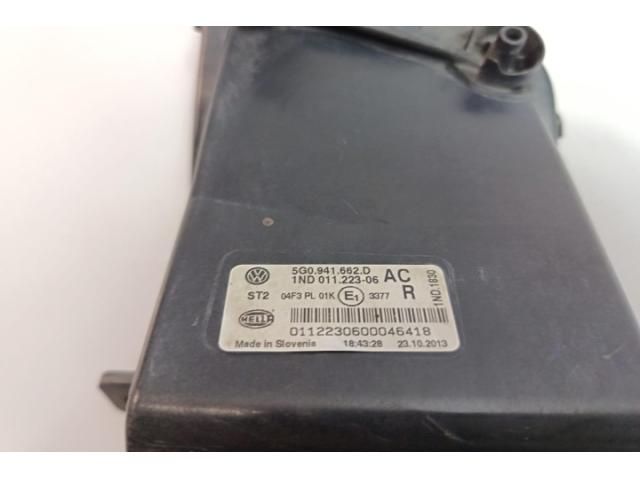 5G0.941.662.D
1ND 011.223-06
AC
R
ST2 04F3 PL 01K E1 3377
1ND.1830
HELLA
0112230600046418
Made in Slovenia 18:43:28 23.10.2013